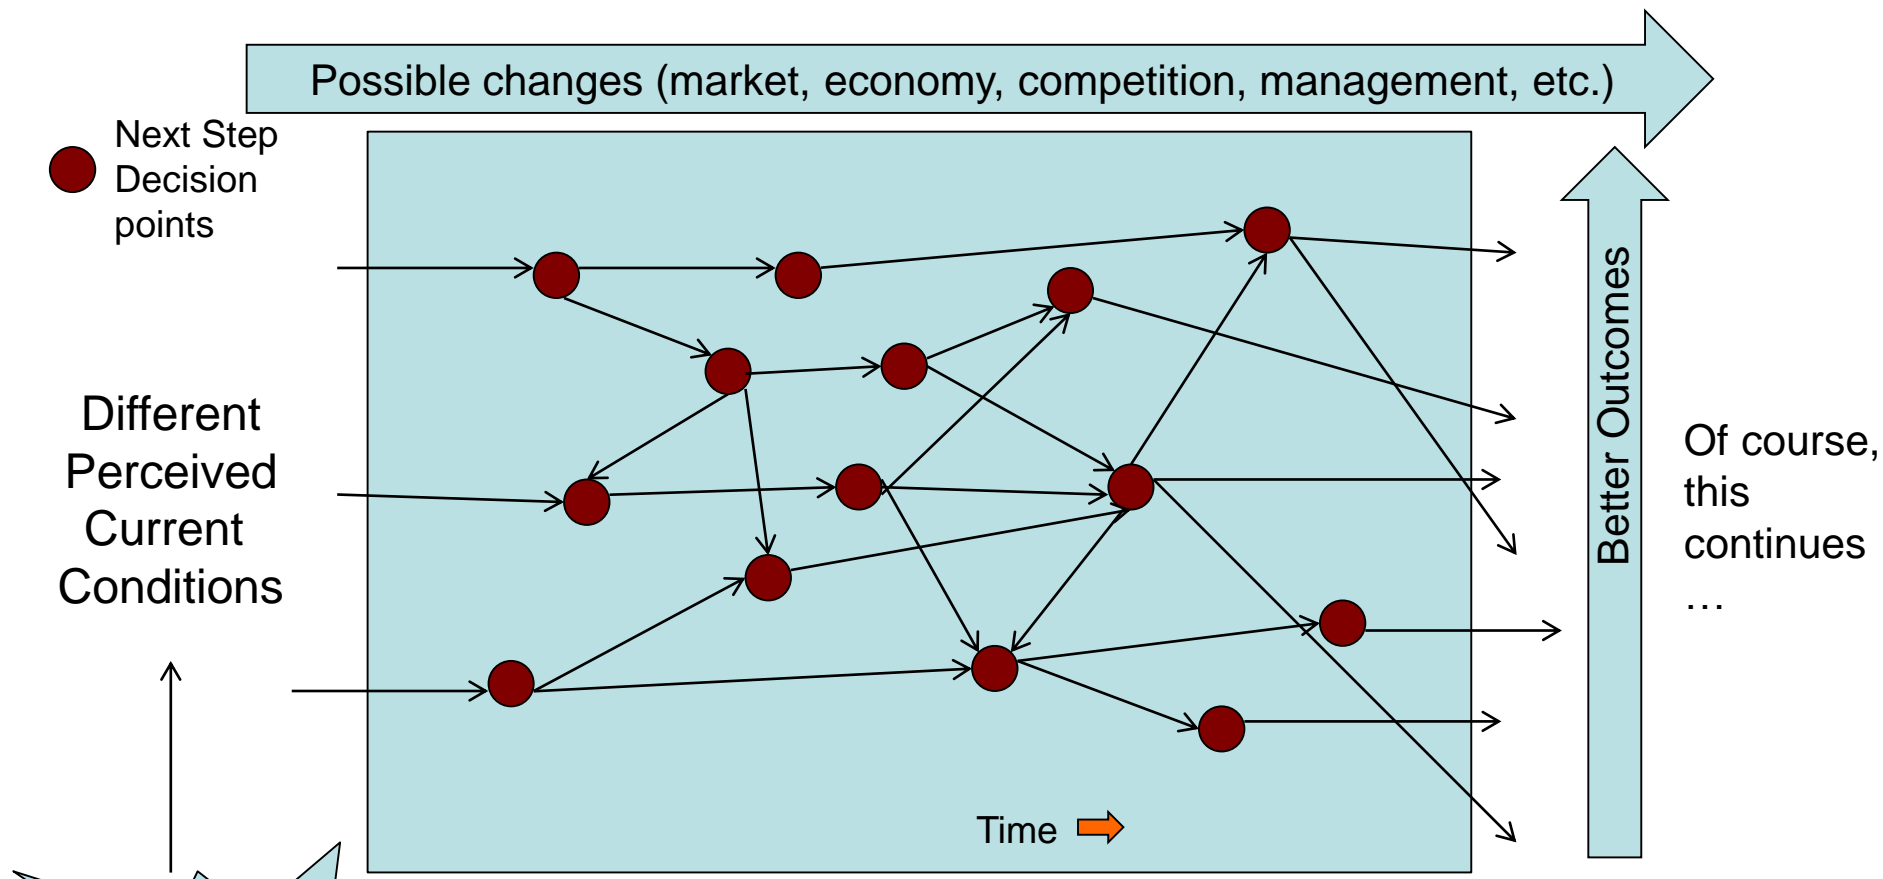 Possible changes (market, economy, competition, management, etc.)
Next Step
Decision
points
Different
Perceived
Current
Conditions
Better Outcomes
Of course,
this
continues
…
Time